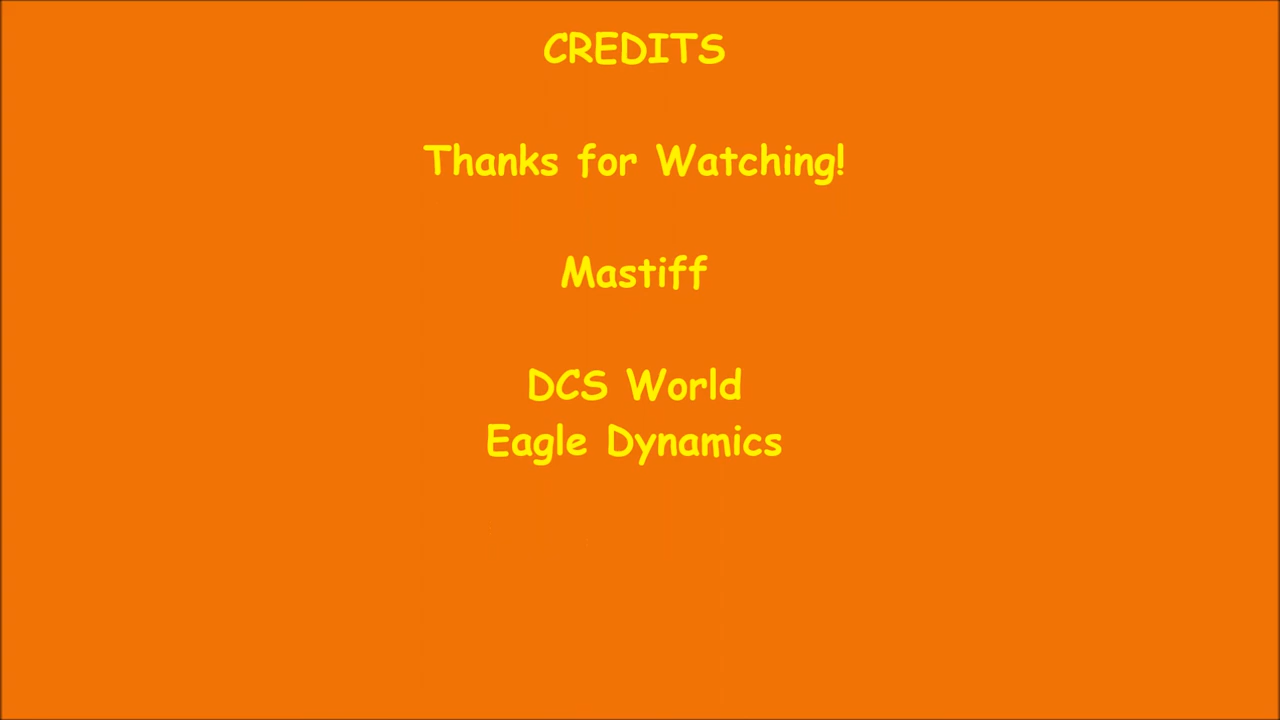 CREDITS
Thanks for Watching!
Mastiff
DCS World
Eagle Dynamics